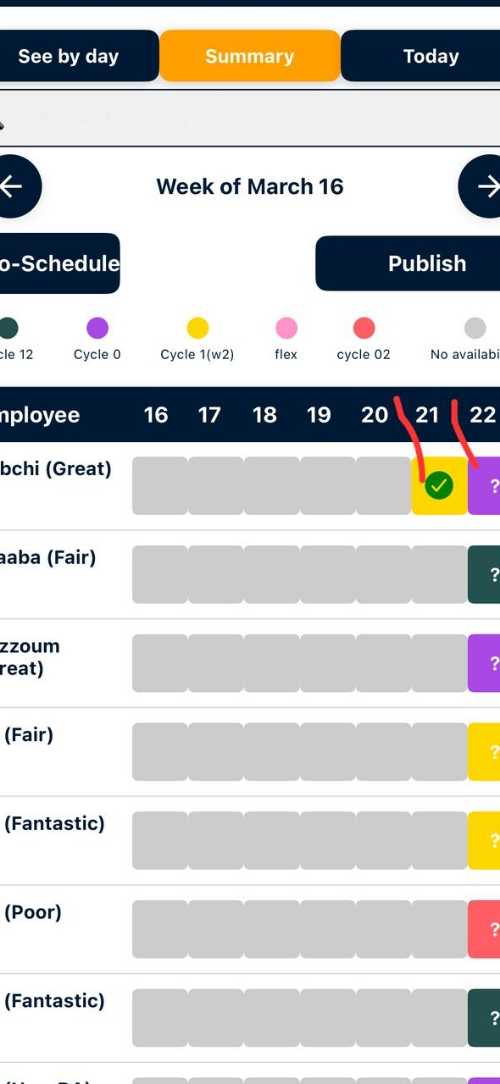 See by day Summary Today
Week of March 16
o-Schedule Publish
cle 12 Cycle 0 Cycle 1(w2) flex cycle 02 No availabi
mployee 16 17 18 19 20 21 22
bchi (Great)
?
aaba (Fair)
?
zzoum
reat)
?
(Fair)
?
(Fantastic)
?
(Poor)
?
(Fantastic)
?